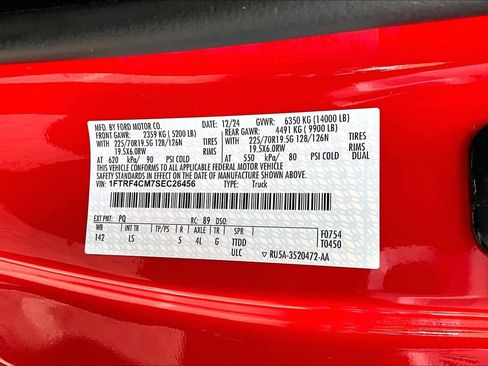 MFD. BY FORD MOTOR CO. 12/24 GVWR: 6350 KG (14000 LB)
FRONT GAWR: 2359 KG ( 5200 LB) REAR GAWR: 4491 KG ( 9900 LB)
WITH 225/70R19.5G 128/126N WITH 225/70R19.5G 128/126N
19.5X6.0RW 19.5X6.0RW
AT 620 kPa/ 90 PSI COLD AT 550 kPa/ 80 PSI COLD DUAL
THIS VEHICLE CONFORMS TO ALL APPLICABLE FEDERAL MOTOR VEHICLE
SAFETY STANDARDS IN EFFECT ON THE DATE OF MANUFACTURE SHOWN ABOVE.
VIN: 1FTRF4CM7SEC26456 TYPE: Truck
EXT PNT: PQ RC: 89 DSO: F0754
WB INT TR TP/PS R AXLE TR SPR T0450
142 LS 5 4L G TTDD
ULC RU5A-3520472-AA